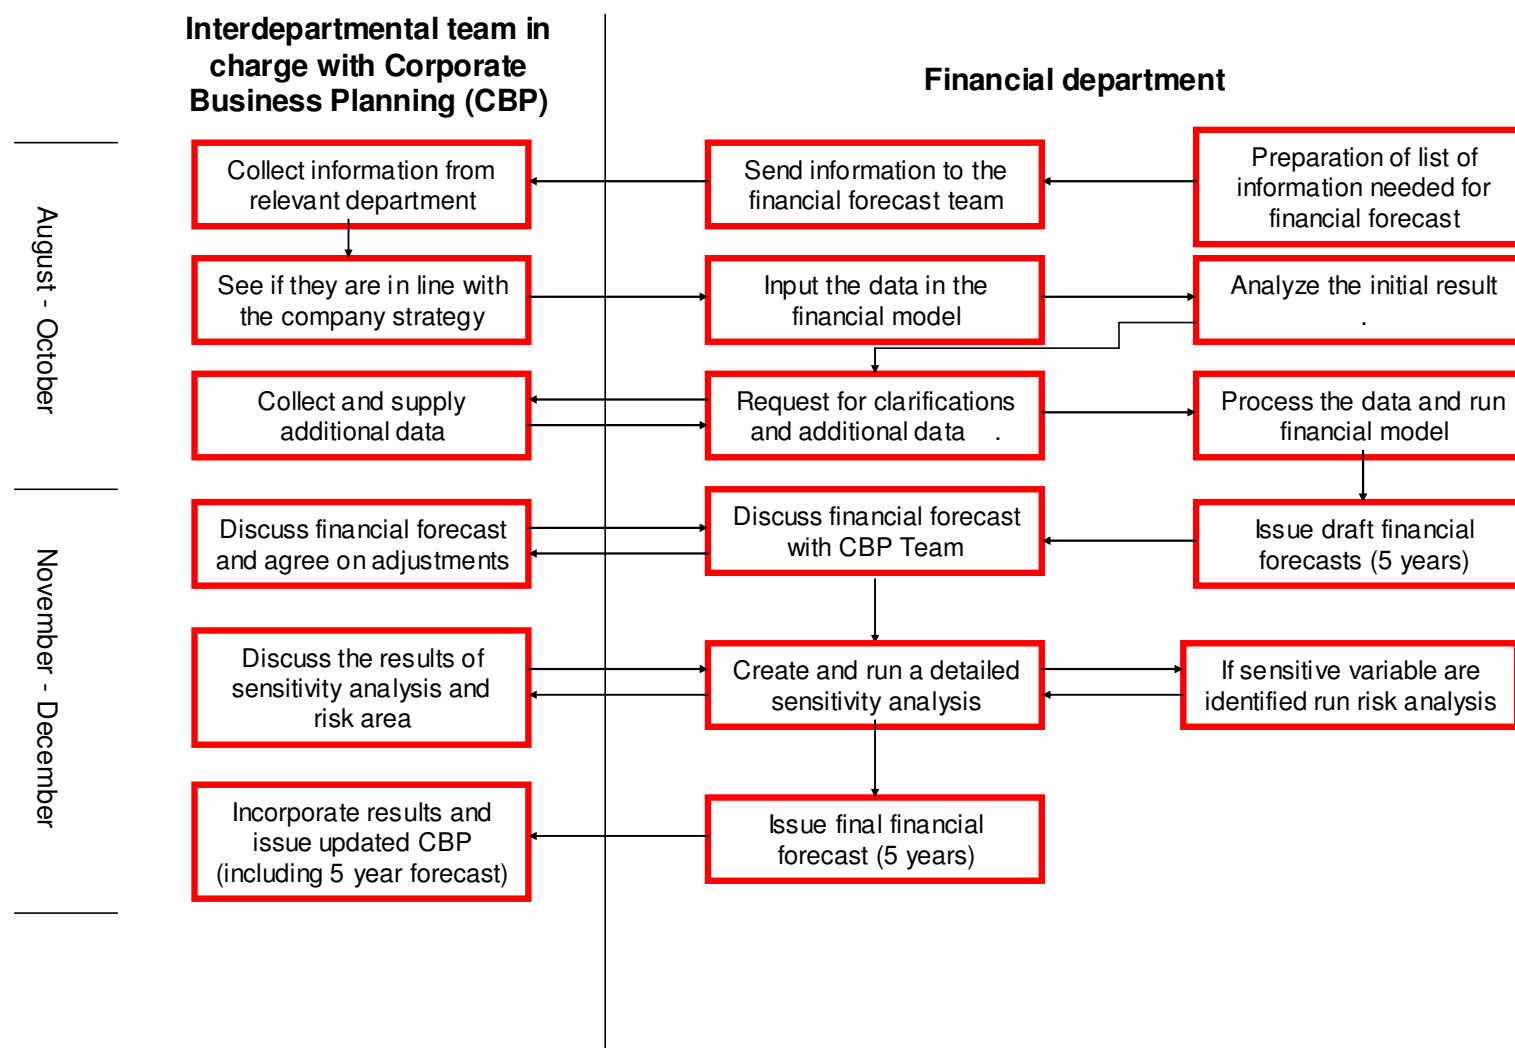 Interdepartmental team in
charge with Corporate
Business Planning (CBP)
Financial department
August - October
Collect information from
relevant department
Send information to the
financial forecast team
Preparation of list of
information needed for
financial forecast
See if they are in line with
the company strategy
Input the data in the
financial model
Analyze the initial result
.
Collect and supply
additional data
Request for clarifications
and additional data .
Process the data and run
financial model
November - December
Discuss financial forecast
and agree on adjustments
Discuss financial forecast
with CBP Team
Issue draft financial
forecasts (5 years)
Discuss the results of
sensitivity analysis and
risk area
Create and run a detailed
sensitivity analysis
If sensitive variable are
identified run risk analysis
Incorporate results and
issue updated CBP
(including 5 year forecast)
Issue final financial
forecast (5 years)